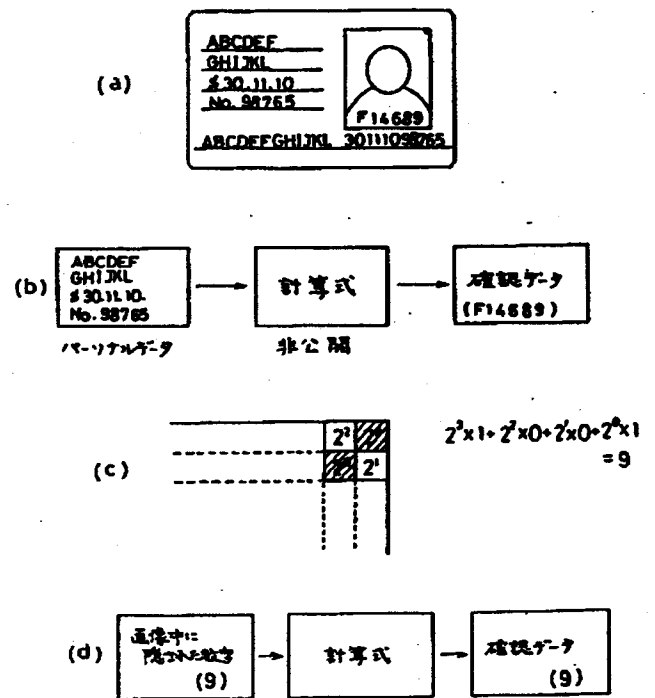 (a)
ABCDEF
GHIJKL
S30.11.10
No. 98765
F14689
ABCDEFGHIJKL 30111098765
(b)
ABCDEF
GHIJKL
S30.11.10.
No.98765
計算式
確認データ
(F14689)
パーソナルデータ
非公開
(c)
2²
2¹
2³×1+2²×0+2¹×0+2⁰×1
=9
(d)
画像中に
隠された数字
(9)
計算式
確認データ
(9)